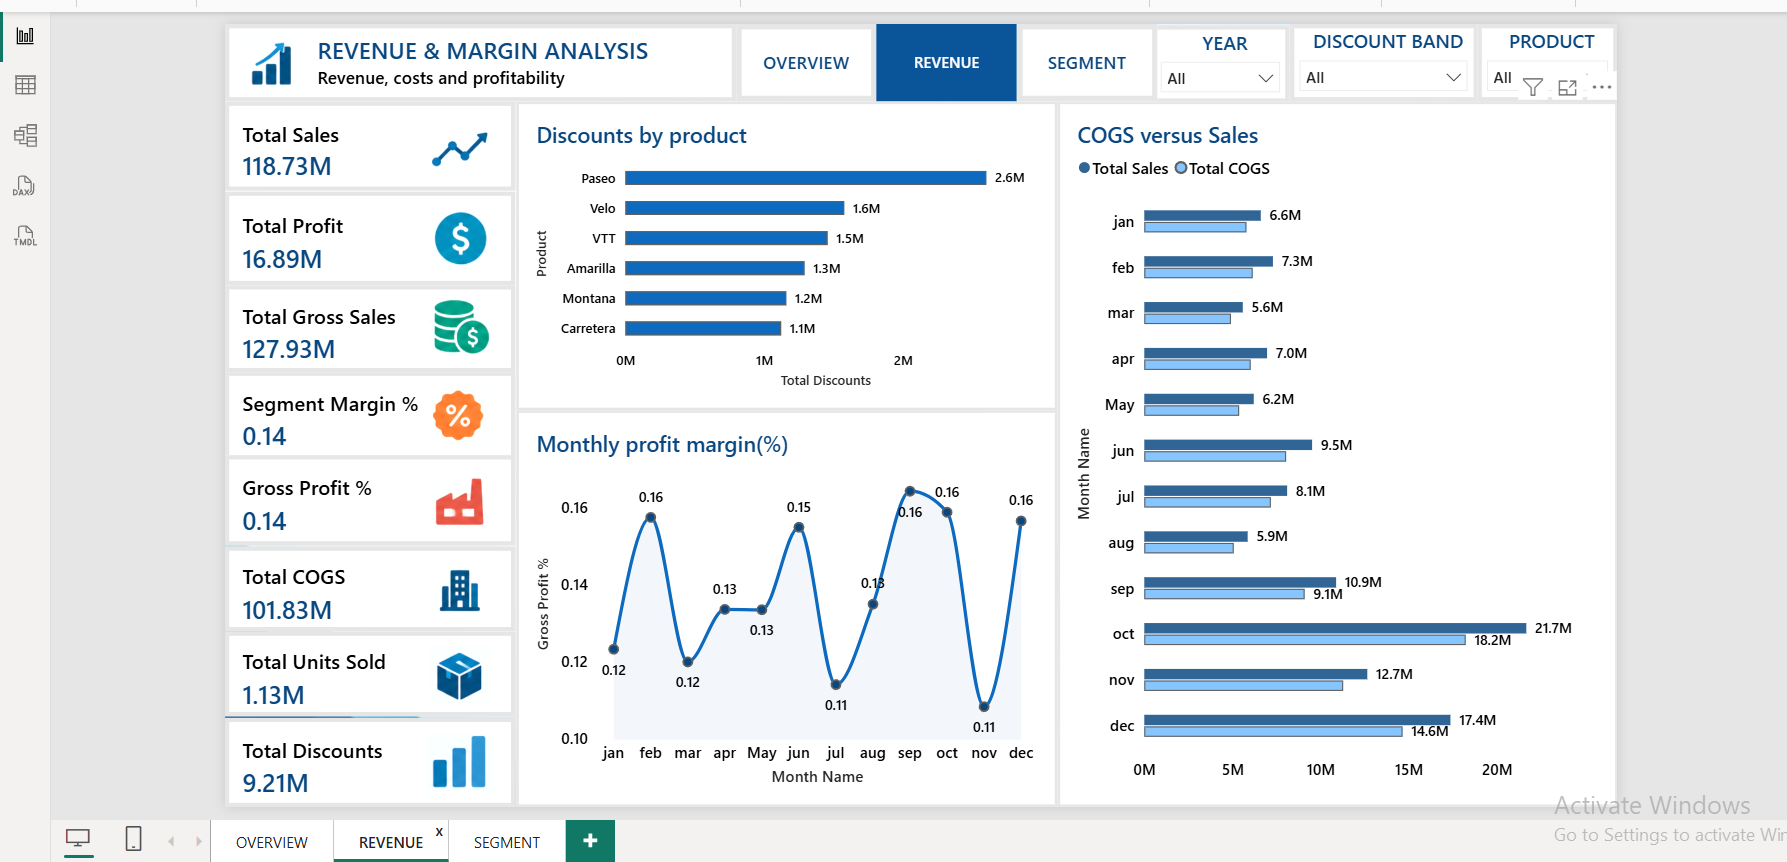 REVENUE & MARGIN ANALYSIS
Revenue, costs and profitability
OVERVIEW
REVENUE
SEGMENT
YEAR
All
DISCOUNT BAND
All
PRODUCT
All
DAX
TMDL
Total Sales
118.73M
Total Profit
16.89M
Total Gross Sales
127.93M
Segment Margin %
0.14
Gross Profit %
0.14
Total COGS
101.83M
Total Units Sold
1.13M
Total Discounts
9.21M
Discounts by product
Product
Paseo 2.6M
Velo 1.6M
VTT 1.5M
Amarilla 1.3M
Montana 1.2M
Carretera 1.1M
0M 1M 2M
Total Discounts
Monthly profit margin(%)
Gross Profit %
0.16
0.14
0.12
0.10
0.12
0.16
0.12
0.13
0.13
0.15
0.11
0.13
0.16
0.16
0.11
0.16
jan feb mar apr May jun jul aug sep oct nov dec
Month Name
COGS versus Sales
Total Sales Total COGS
Month Name
jan 6.6M
feb 7.3M
mar 5.6M
apr 7.0M
May 6.2M
jun 9.5M
jul 8.1M
aug 5.9M
sep 10.9M
9.1M
oct 21.7M
18.2M
nov 12.7M
dec 17.4M
14.6M
0M 5M 10M 15M 20M
Activate Windows
Go to Settings to activate Wi
OVERVIEW
REVENUE
x
SEGMENT
+